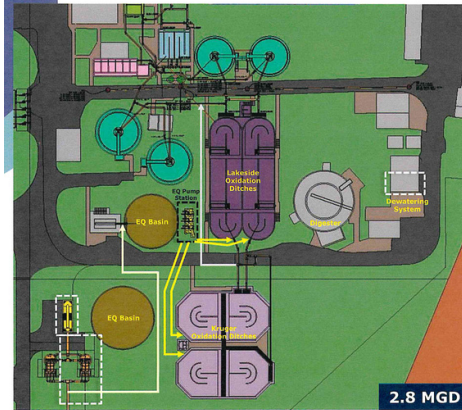 EQ Pump
Station
Lakeside
Oxidation
Ditches
EQ Basin
Digester
Dewatering
System
EQ Basin
Kruger
Oxidation Ditches
2.8 MGD